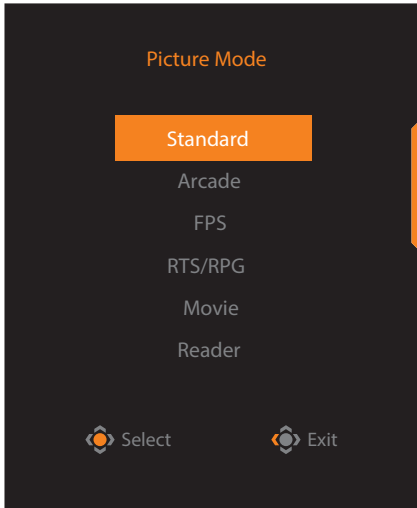 Picture Mode
Standard
Arcade
FPS
RTS/RPG
Movie
Reader
Select Exit